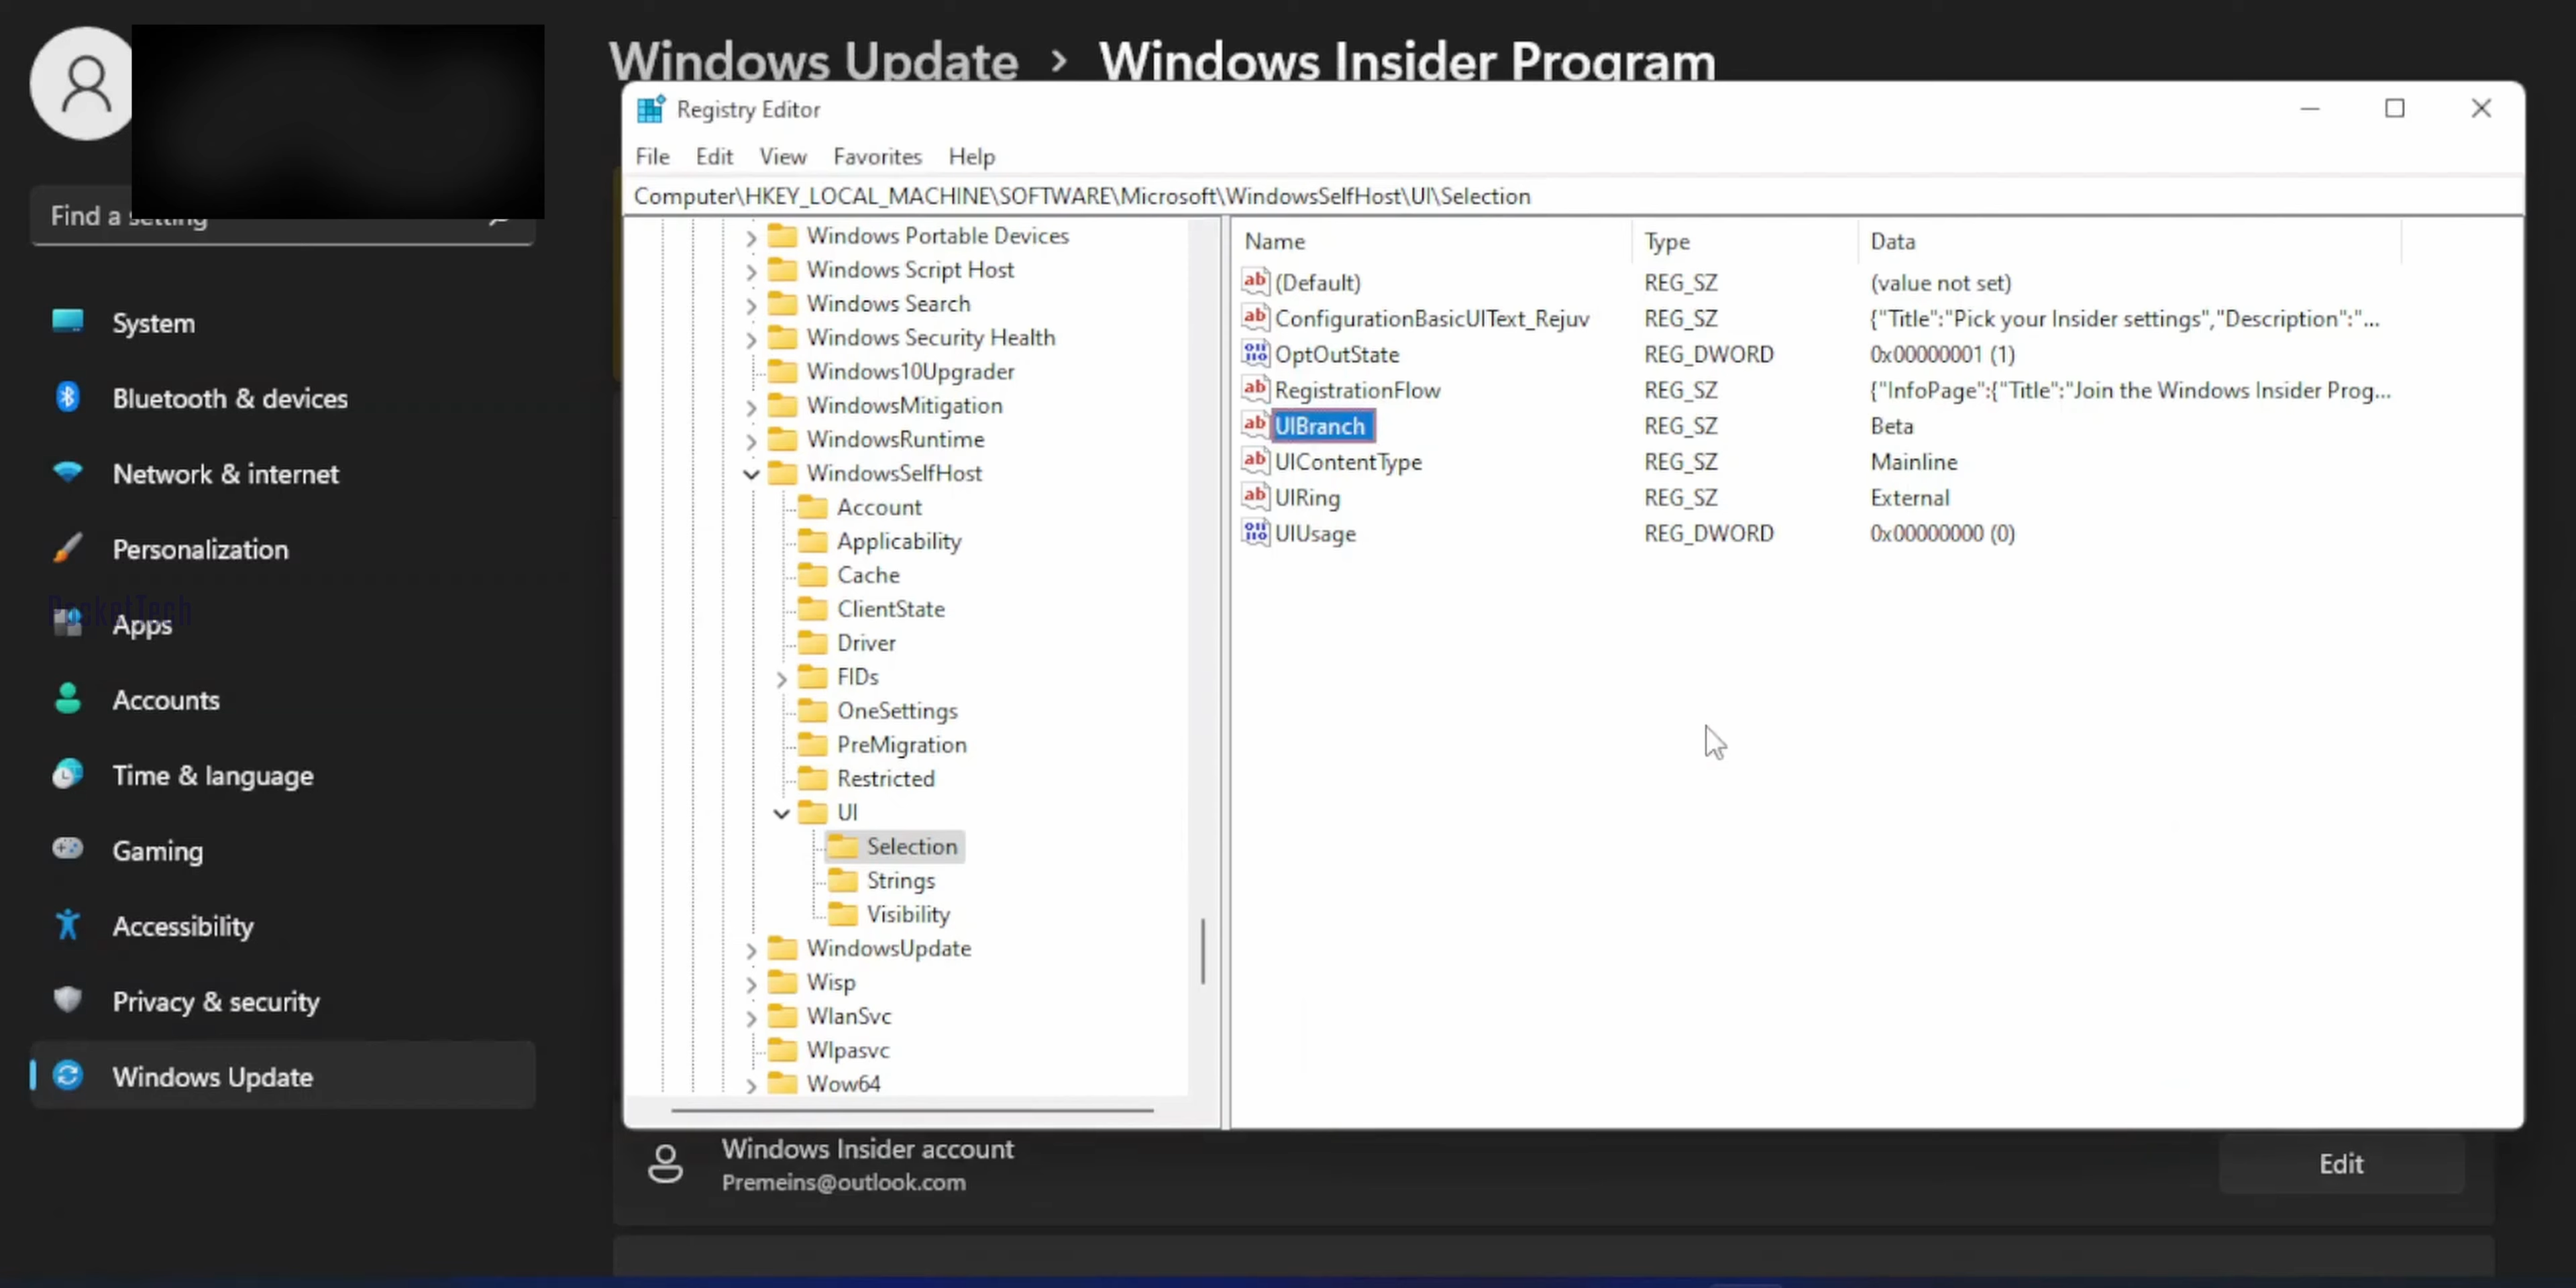 Windows Update > Windows Insider Program
Find a setting
System
Bluetooth & devices
Network & internet
Personalization
PocketTech
Apps
Accounts
Time & language
Gaming
Accessibility
Privacy & security
Windows Update
Registry Editor
File Edit View Favorites Help
Computer\HKEY_LOCAL_MACHINE\SOFTWARE\Microsoft\WindowsSelfHost\UI\Selection
Windows Portable Devices
Windows Script Host
Windows Search
Windows Security Health
Windows10Upgrader
WindowsMitigation
WindowsRuntime
WindowsSelfHost
Account
Applicability
Cache
ClientState
Driver
FIDs
OneSettings
PreMigration
Restricted
UI
Selection
Strings
Visibility
WindowsUpdate
Wisp
WlanSvc
Wlpasvc
Wow64
Name Type Data
(Default) REG_SZ (value not set)
ConfigurationBasicUIText_Rejuv REG_SZ {"Title":"Pick your Insider settings","Description":"...
OptOutState REG_DWORD 0x00000001 (1)
RegistrationFlow REG_SZ {"InfoPage":{"Title":"Join the Windows Insider Prog...
UIBranch REG_SZ Beta
UIContentType REG_SZ Mainline
UIRing REG_SZ External
UIUsage REG_DWORD 0x00000000 (0)
Windows Insider account
Premeins@outlook.com
Edit